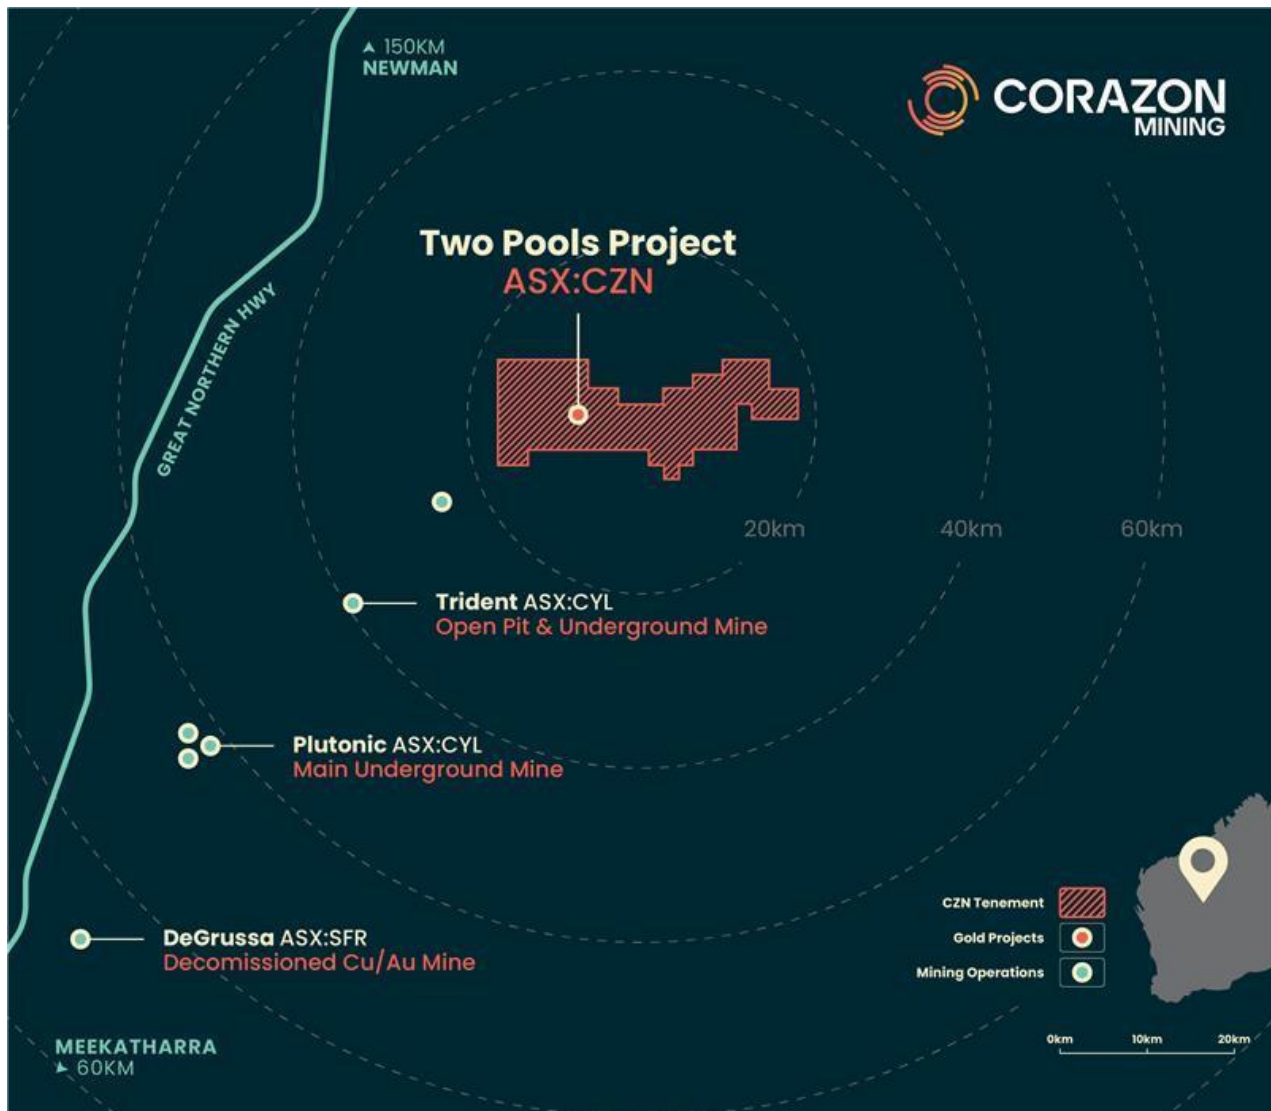 150KM
NEWMAN
CORAZON
MINING
Two Pools Project
ASX:CZN
GREAT NORTHERN HWY
20km
40km
60km
Trident ASX:CYL
Open Pit & Underground Mine
Plutonic ASX:CYL
Main Underground Mine
DeGrussa ASX:SFR
Decomissioned Cu/Au Mine
CZN Tenement
Gold Projects
Mining Operations
MEEKATHARRA
60KM
0km
10km
20km